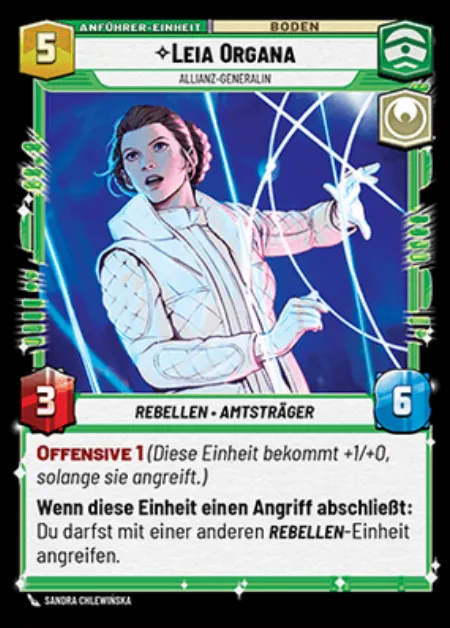 5
ANFÜHRER-EINHEIT BODEN
✧LEIA ORGANA
ALLIANZ-GENERALIN
3
REBELLEN • AMTSTRÄGER
6
OFFENSIVE 1 (Diese Einheit bekommt +1/+0,
solange sie angreift.)
Wenn diese Einheit einen Angriff abschließt:
Du darfst mit einer anderen REBELLEN-Einheit
angreifen.
SANDRA CHLEWIŃSKA